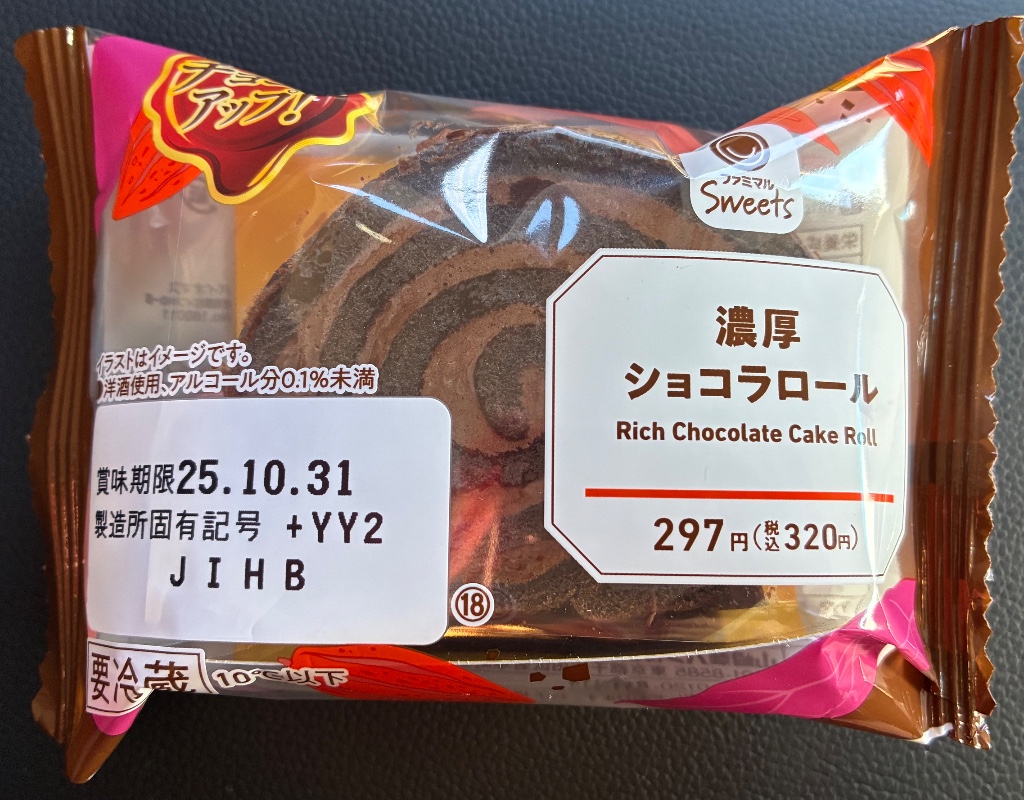 チョコ
アップ!
ファミマル
Sweets
濃厚
ショコラロール
Rich Chocolate Cake Roll
297円(税込320円)
イラストはイメージです。
洋酒使用、アルコール分0.1%未満
賞味期限25.10.31
製造所固有記号 +YY2
JIHB
18
要冷蔵 10℃以下